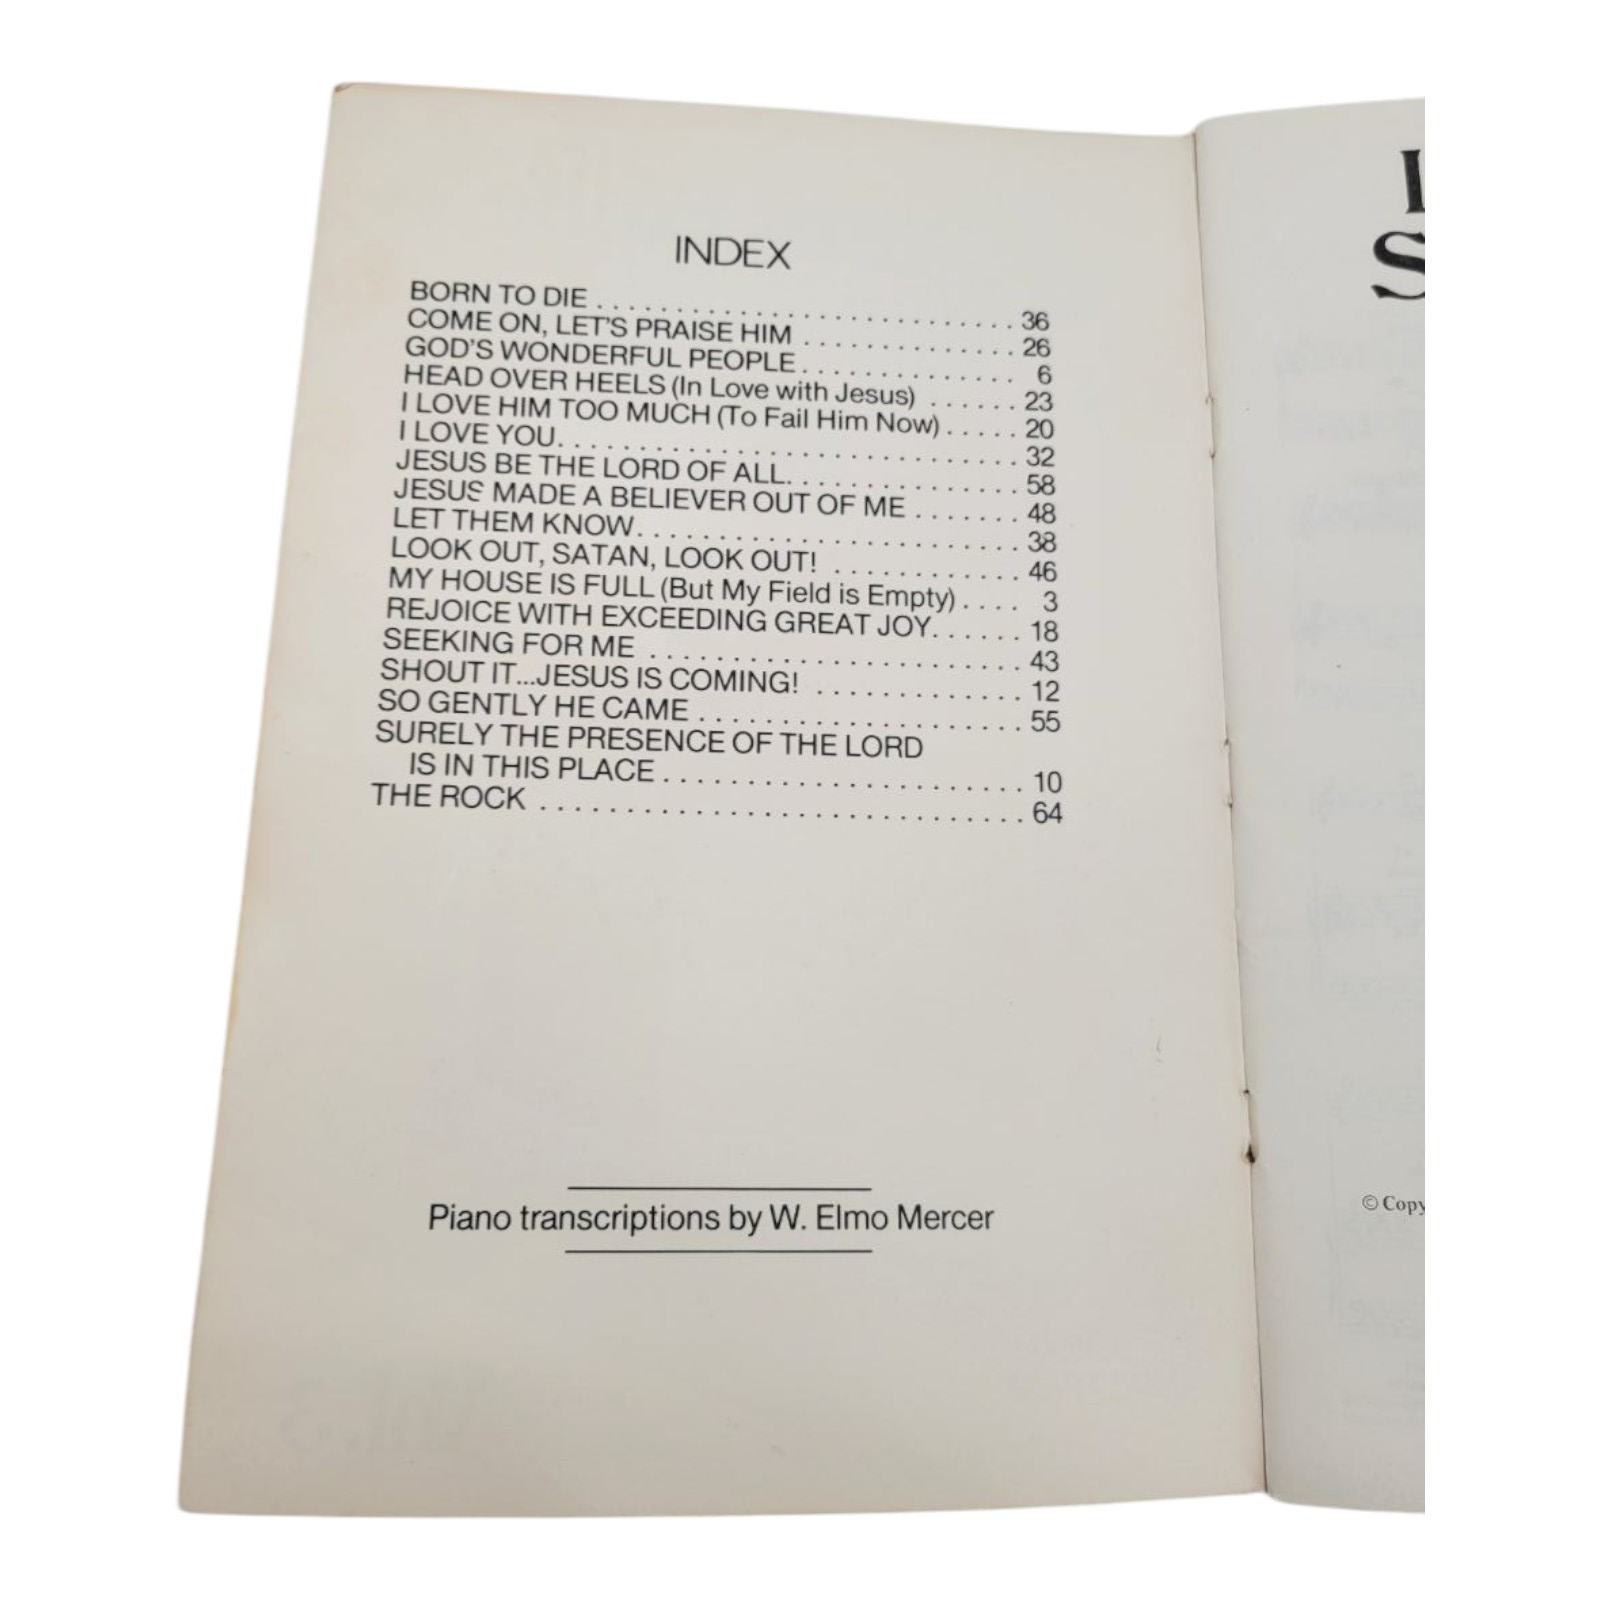 INDEX
BORN TO DIE . . . . . . . . . . . . . . . . . . . . . . . . . . . 36
COME ON, LET'S PRAISE HIM . . . . . . . . . . . . . . 26
GOD'S WONDERFUL PEOPLE . . . . . . . . . . . . . . 6
HEAD OVER HEELS (In Love with Jesus) . . . . . . 23
I LOVE HIM TOO MUCH (To Fail Him Now) . . . . . 20
I LOVE YOU. . . . . . . . . . . . . . . . . . . . . . . . . . . . . 32
JESUS BE THE LORD OF ALL. . . . . . . . . . . . . . . 58
JESUS MADE A BELIEVER OUT OF ME . . . . . . . 48
LET THEM KNOW. . . . . . . . . . . . . . . . . . . . . . . . 38
LOOK OUT, SATAN, LOOK OUT! . . . . . . . . . . . . 46
MY HOUSE IS FULL (But My Field is Empty) . . . . 3
REJOICE WITH EXCEEDING GREAT JOY. . . . . . 18
SEEKING FOR ME . . . . . . . . . . . . . . . . . . . . . . . 43
SHOUT IT...JESUS IS COMING! . . . . . . . . . . . . . 12
SO GENTLY HE CAME . . . . . . . . . . . . . . . . . . . . 55
SURELY THE PRESENCE OF THE LORD
IS IN THIS PLACE . . . . . . . . . . . . . . . . . . . . . . . 10
THE ROCK . . . . . . . . . . . . . . . . . . . . . . . . . . . . . 64
Piano transcriptions by W. Elmo Mercer
S
© Copy